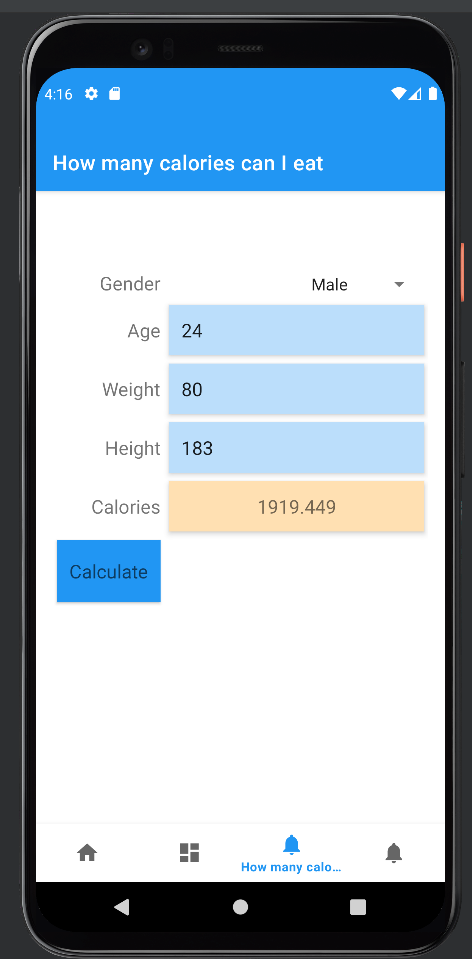 4:16
How many calories can I eat
Gender Male
Age 24
Weight 80
Height 183
Calories 1919.449
Calculate
How many calo...